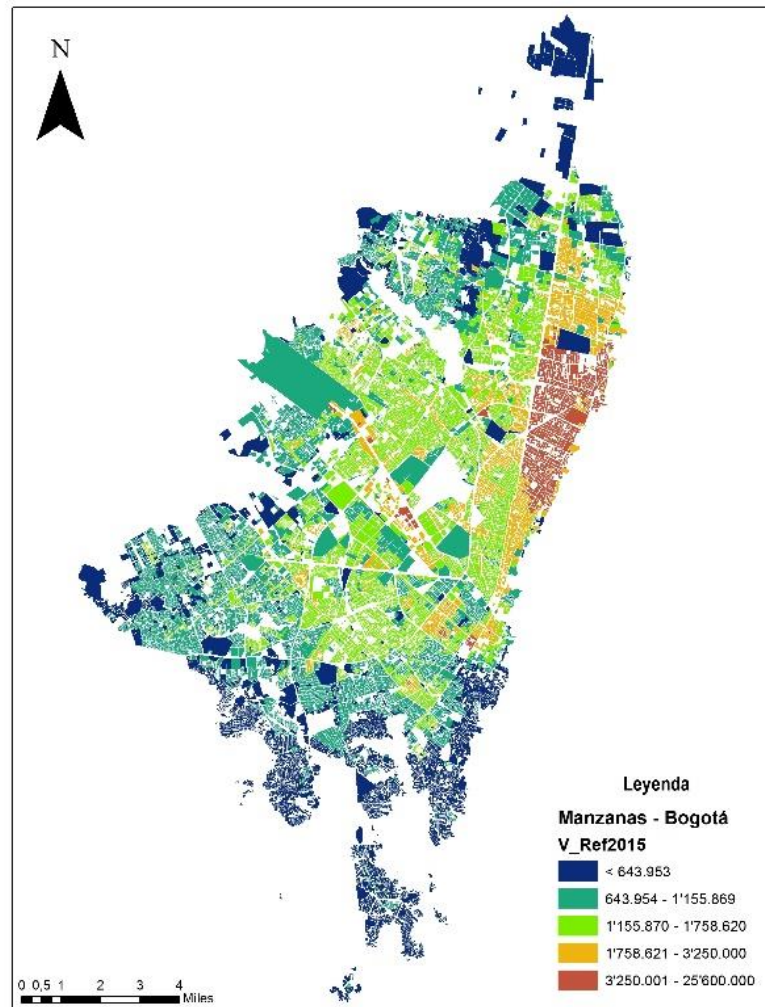 N
Leyenda
Manzanas - Bogotá
V_Ref2015
< 643.953
643.954 - 1'155.869
1'155.870 - 1'758.620
1'758.621 - 3'250.000
3'250.001 - 25'600.000
0 0,5 1 2 3 4
Miles